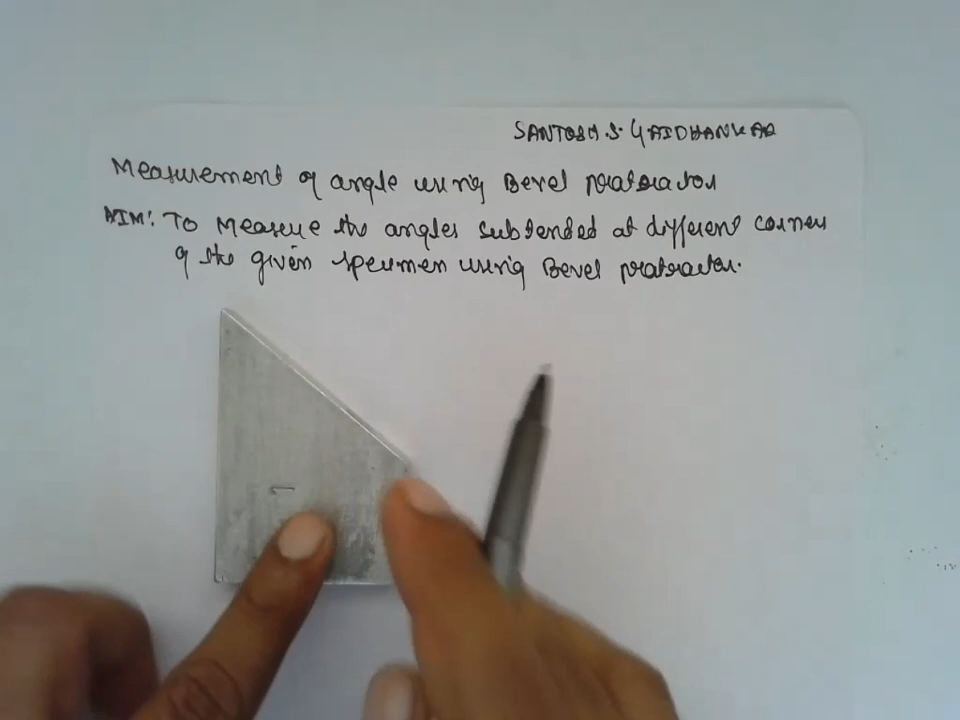 SANTOSH.S.GAIDHANKAR
Measurement of angle using Bevel protractor
AIM: To Measure the angles subtended at different corner
of the given specimen using Bevel protractor.